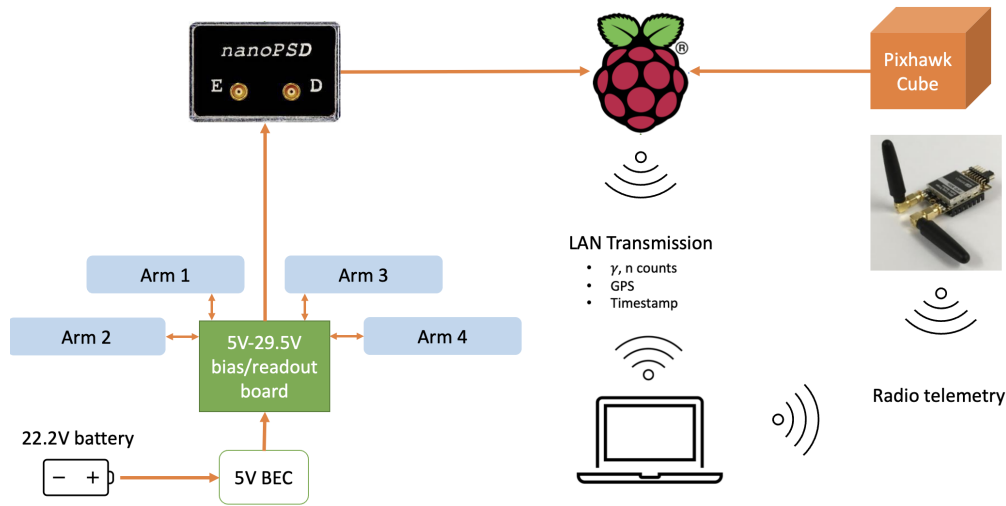 nanoPSD
E D
®
Pixhawk
Cube
LAN Transmission
• γ, n counts
• GPS
• Timestamp
Arm 1
Arm 3
Arm 2
Arm 4
5V-29.5V
bias/readout
board
22.2V battery
− +
5V BEC
Radio telemetry